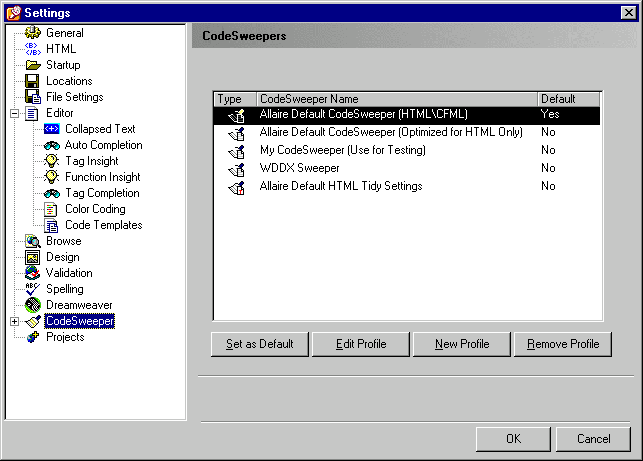 Settings
General
<B>
</B> HTML
Startup
Locations
File Settings
Editor
Collapsed Text
Auto Completion
Tag Insight
Function Insight
Tag Completion
Color Coding
Code Templates
Browse
Design
Validation
ABC Spelling
Dreamweaver
CodeSweeper
Projects
CodeSweepers
Type CodeSweeper Name Default
Allaire Default CodeSweeper (HTML\CFML) Yes
Allaire Default CodeSweeper (Optimized for HTML Only) No
My CodeSweeper (Use for Testing) No
WDDX Sweeper No
Allaire Default HTML Tidy Settings No
Set as Default Edit Profile New Profile Remove Profile
OK Cancel